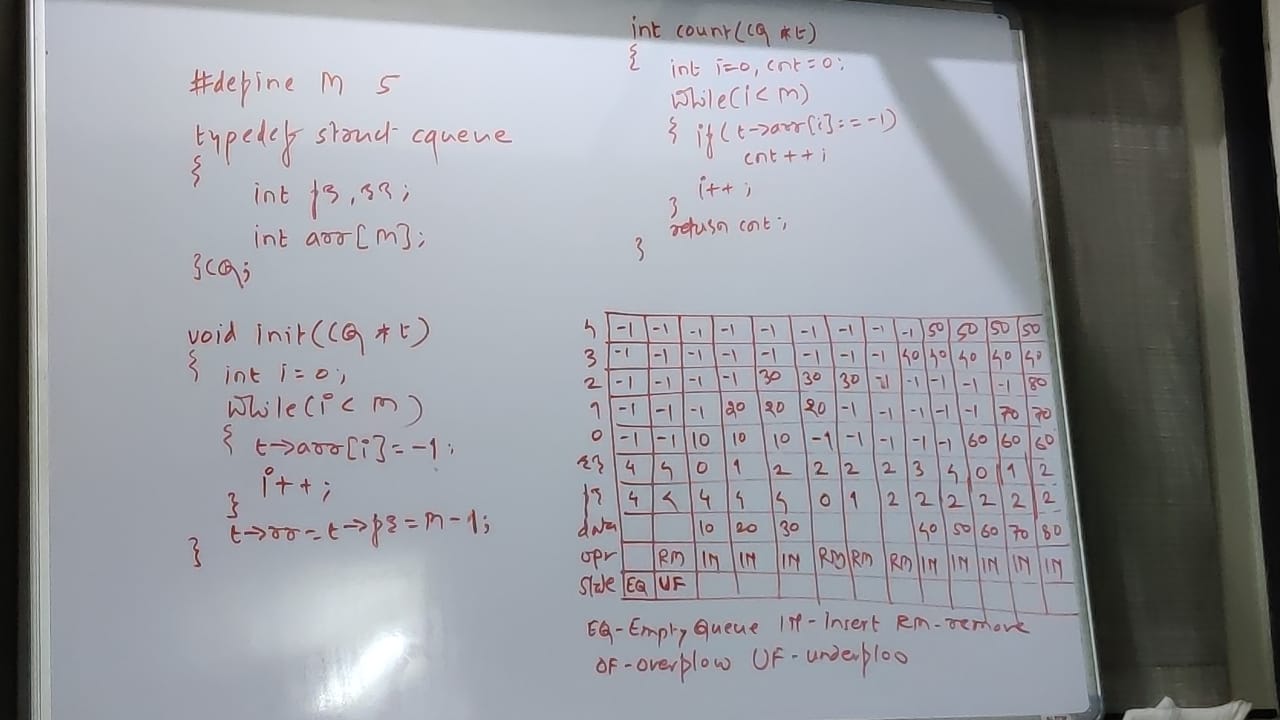 #define M 5
typedef struct cqueue
{
int fr, rr;
int arr[M];
}CQ;
void init(CQ *t)
{ int i=0;
while(i< M)
{ t->arr[i]=-1;
i++;
}
t->rr=t->fr=M-1;
}
int count(CQ *t)
{
int i=0, cnt=0;
while(i< M)
{ if(t->arr[i]==-1)
cnt++;
i++;
}
return cnt;
}
4 -1 -1 -1 -1 -1 -1 -1 -1 -1 50 50 50 50
3 -1 -1 -1 -1 -1 -1 -1 -1 40 40 40 40 40
2 -1 -1 -1 -1 30 30 30 -1 -1 -1 -1 -1 80
1 -1 -1 -1 20 20 20 -1 -1 -1 -1 -1 70 70
0 -1 -1 10 10 10 -1 -1 -1 -1 -1 60 60 60
rr 4 4 0 1 2 2 2 2 3 4 0 1 2
fr 4 4 4 4 4 0 1 2 2 2 2 2 2
data 10 20 30 40 50 60 70 80
opr RM IN IN IN RM RM RM IN IN IN IN IN
state EQ UF
EQ-Empty Queue IN-Insert RM-remove
OF-overflow UF-underfloo